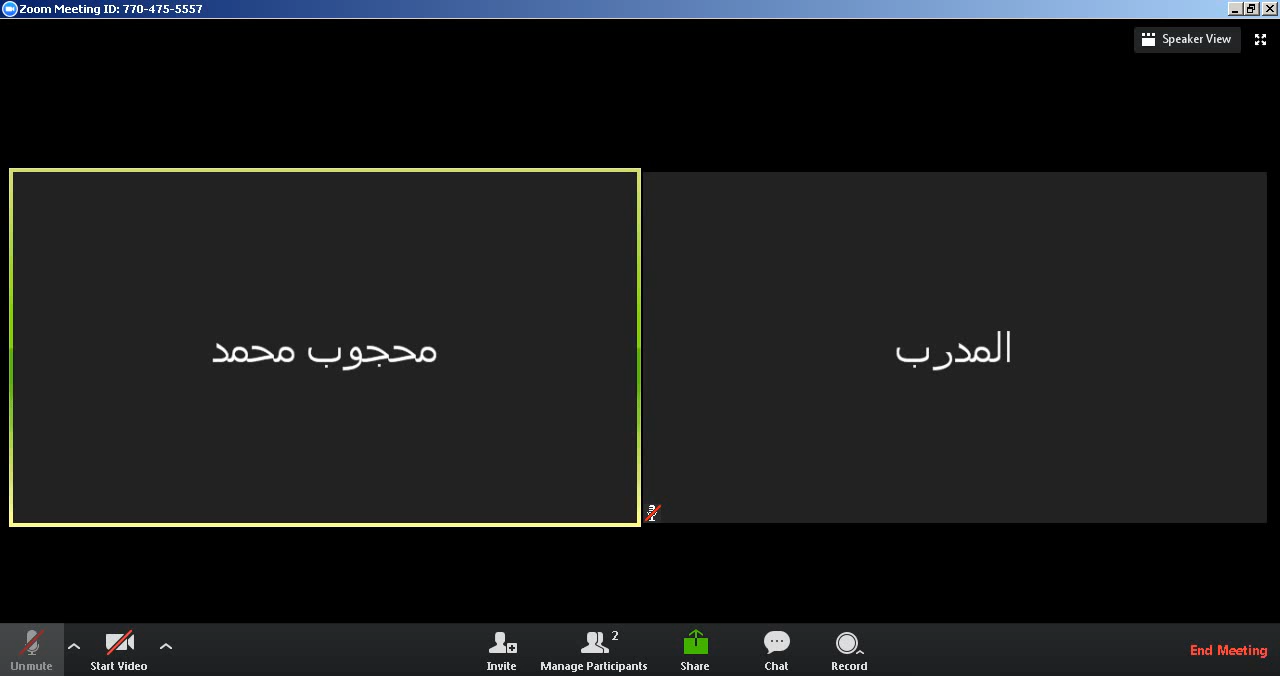 Zoom Meeting ID: 770-475-5557
Speaker View
محجوب محمد
المدرب
2
Unmute
Start Video
Invite
Manage Participants
Share
Chat
Record
End Meeting